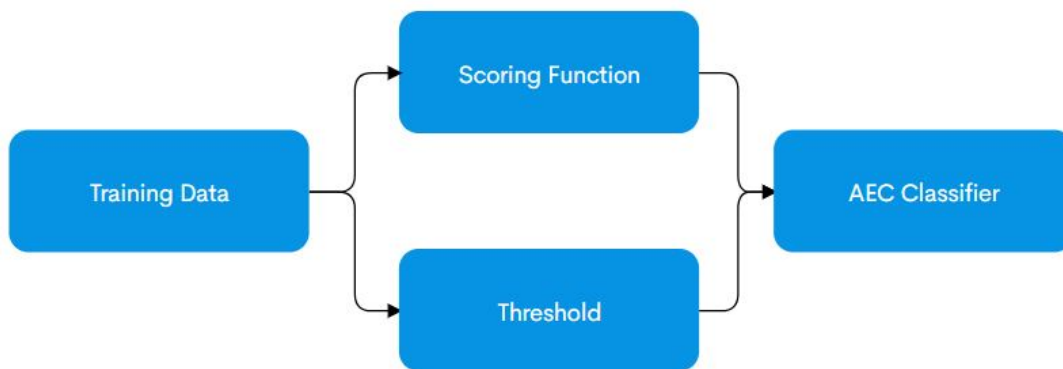 Scoring Function
Training Data
AEC Classifier
Threshold